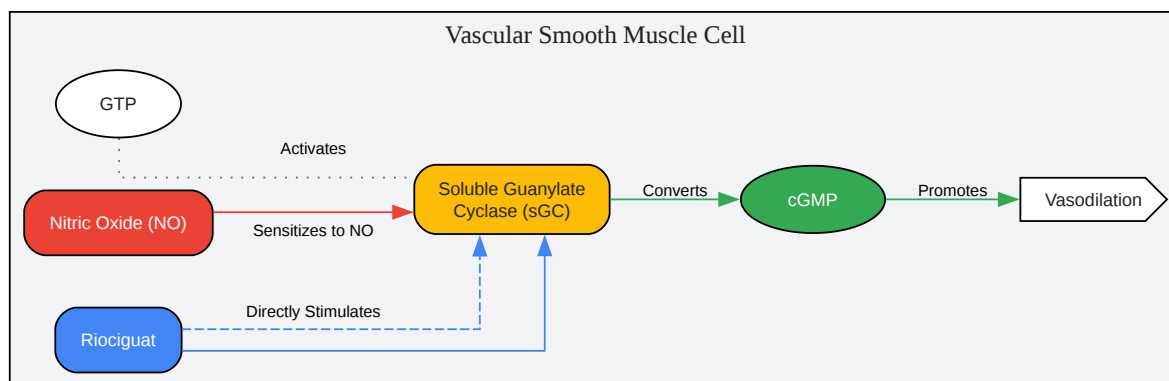 Vascular Smooth Muscle Cell
GTP
Activates
Nitric Oxide (NO)
Sensitizes to NO
Soluble Guanylate
Cyclase (sGC)
Converts
cGMP
Promotes
Vasodilation
Directly Stimulates
Riociguat